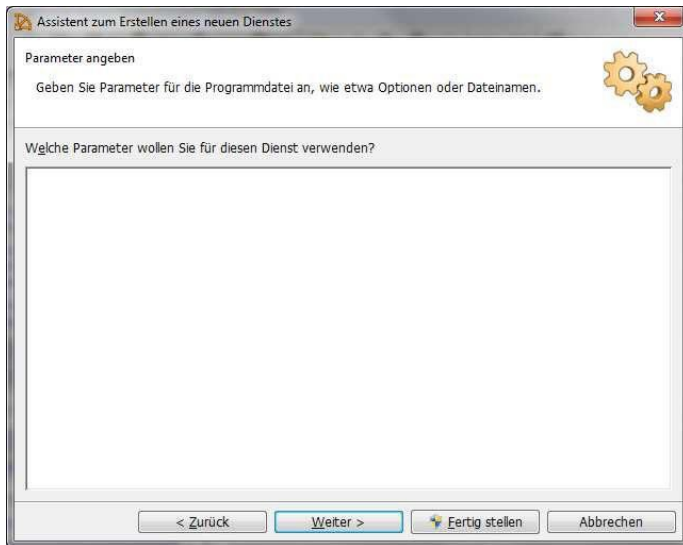 Assistent zum Erstellen eines neuen Dienstes
Parameter angeben
Geben Sie Parameter für die Programmdatei an, wie etwa Optionen oder Dateinamen.
Welche Parameter wollen Sie für diesen Dienst verwenden?
< Zurück Weiter > Fertig stellen Abbrechen